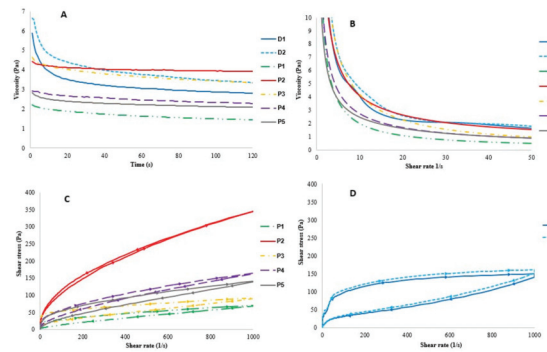 A
Viscosity (Pas)
7
6
5
4
3
2
1
0
0 20 40 60 80 100 120
Time (s)
D1
D2
P1
P2
P3
P4
P5
B
Viscosity (Pas)
10
9
8
7
6
5
4
3
2
1
0
0 10 20 30 40 50
Shear rate 1/s
C
Shear stress (Pa)
400
350
300
250
200
150
100
50
0
0 200 400 600 800 1000
Shear rate (1/s)
P1
P2
P3
P4
P5
D
Shear stress (Pa)
400
350
300
250
200
150
100
50
0
0 200 400 600 800 1000
Shear rate (1/s)